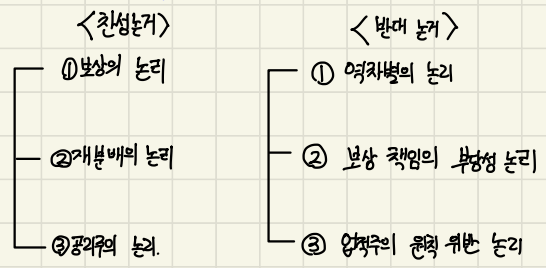 <찬성논거>
① 보상의 논리
② 재분배의 논리
③ 공리주의 논리.
<반대 논거>
① 역차별의 논리
② 보상 책임의 부당성 논리
③ 업적주의 원칙 위반 논리